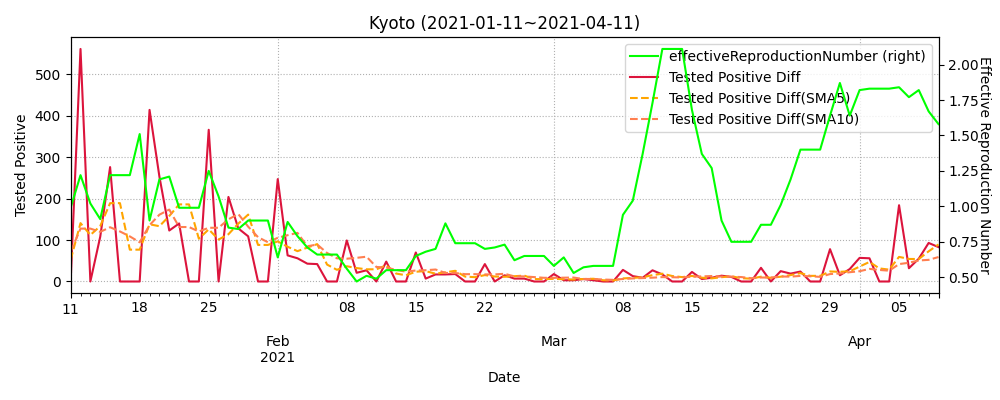 Kyoto (2021-01-11~2021-04-11)
effectiveReproductionNumber (right)
Tested Positive Diff
Tested Positive Diff(SMA5)
Tested Positive Diff(SMA10)
Tested Positive
500
400
300
200
100
0
Effective Reproduction Number
2.00
1.75
1.50
1.25
1.00
0.75
0.50
11 18 25 08 15 22 08 15 22 29 05
Feb Mar Apr
2021
Date